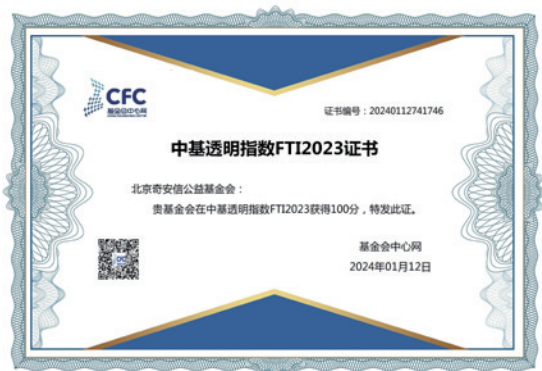 CFC
基金会中心网
证书编号：20240112741746
中基透明指数FTI2023证书
北京奇安信公益基金会：
贵基金会在中基透明指数FTI2023获得100分，特发此证。
基金会中心网
2024年01月12日